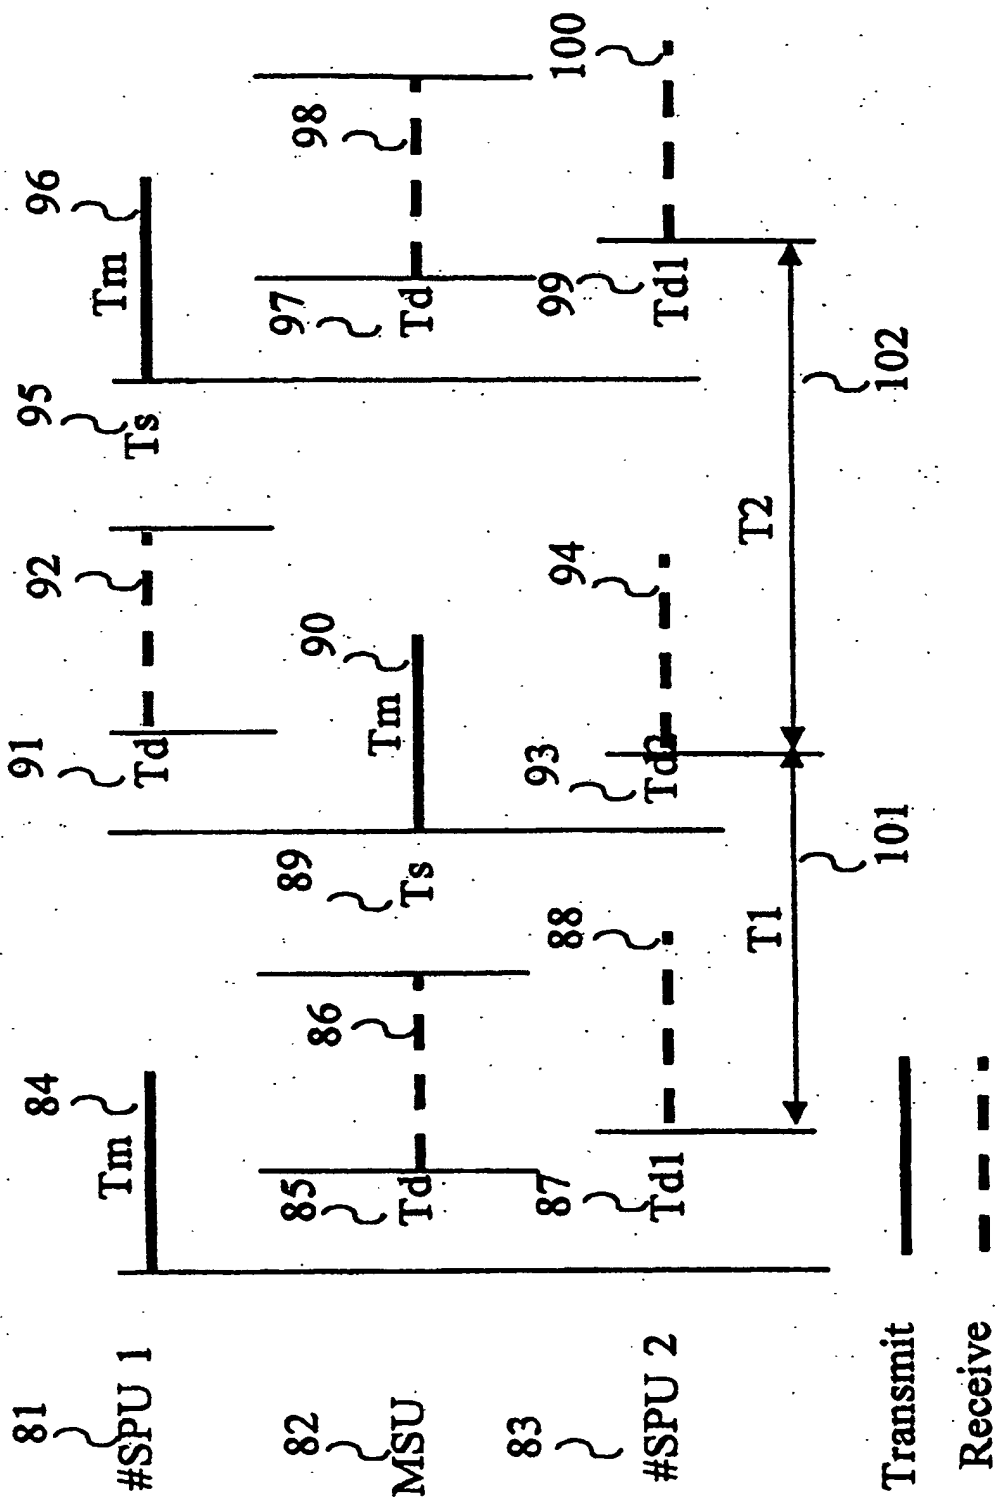 81
#SPU 1
84
Tm
91
Td
92
95
Ts
96
Tm
82
MSU
85
Td
86
89
Ts
90
Tm
97
Td
98
83
#SPU 2
87
Td1
88
93
Td2
94
99
Td1
100
T1
101
T2
102
Transmit
Receive